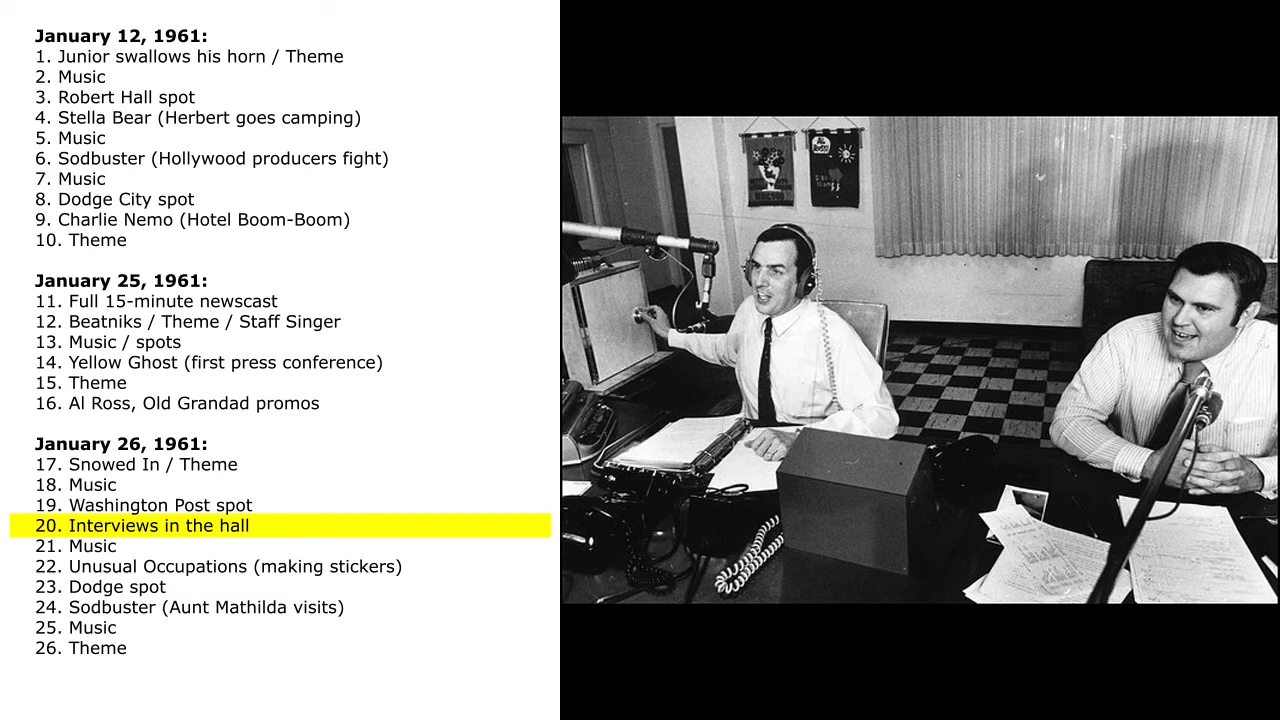 January 12, 1961:
1. Junior swallows his horn / Theme
2. Music
3. Robert Hall spot
4. Stella Bear (Herbert goes camping)
5. Music
6. Sodbuster (Hollywood producers fight)
7. Music
8. Dodge City spot
9. Charlie Nemo (Hotel Boom-Boom)
10. Theme
January 25, 1961:
11. Full 15-minute newscast
12. Beatniks / Theme / Staff Singer
13. Music / spots
14. Yellow Ghost (first press conference)
15. Theme
16. Al Ross, Old Grandad promos
January 26, 1961:
17. Snowed In / Theme
18. Music
19. Washington Post spot
20. Interviews in the hall
21. Music
22. Unusual Occupations (making stickers)
23. Dodge spot
24. Sodbuster (Aunt Mathilda visits)
25. Music
26. Theme